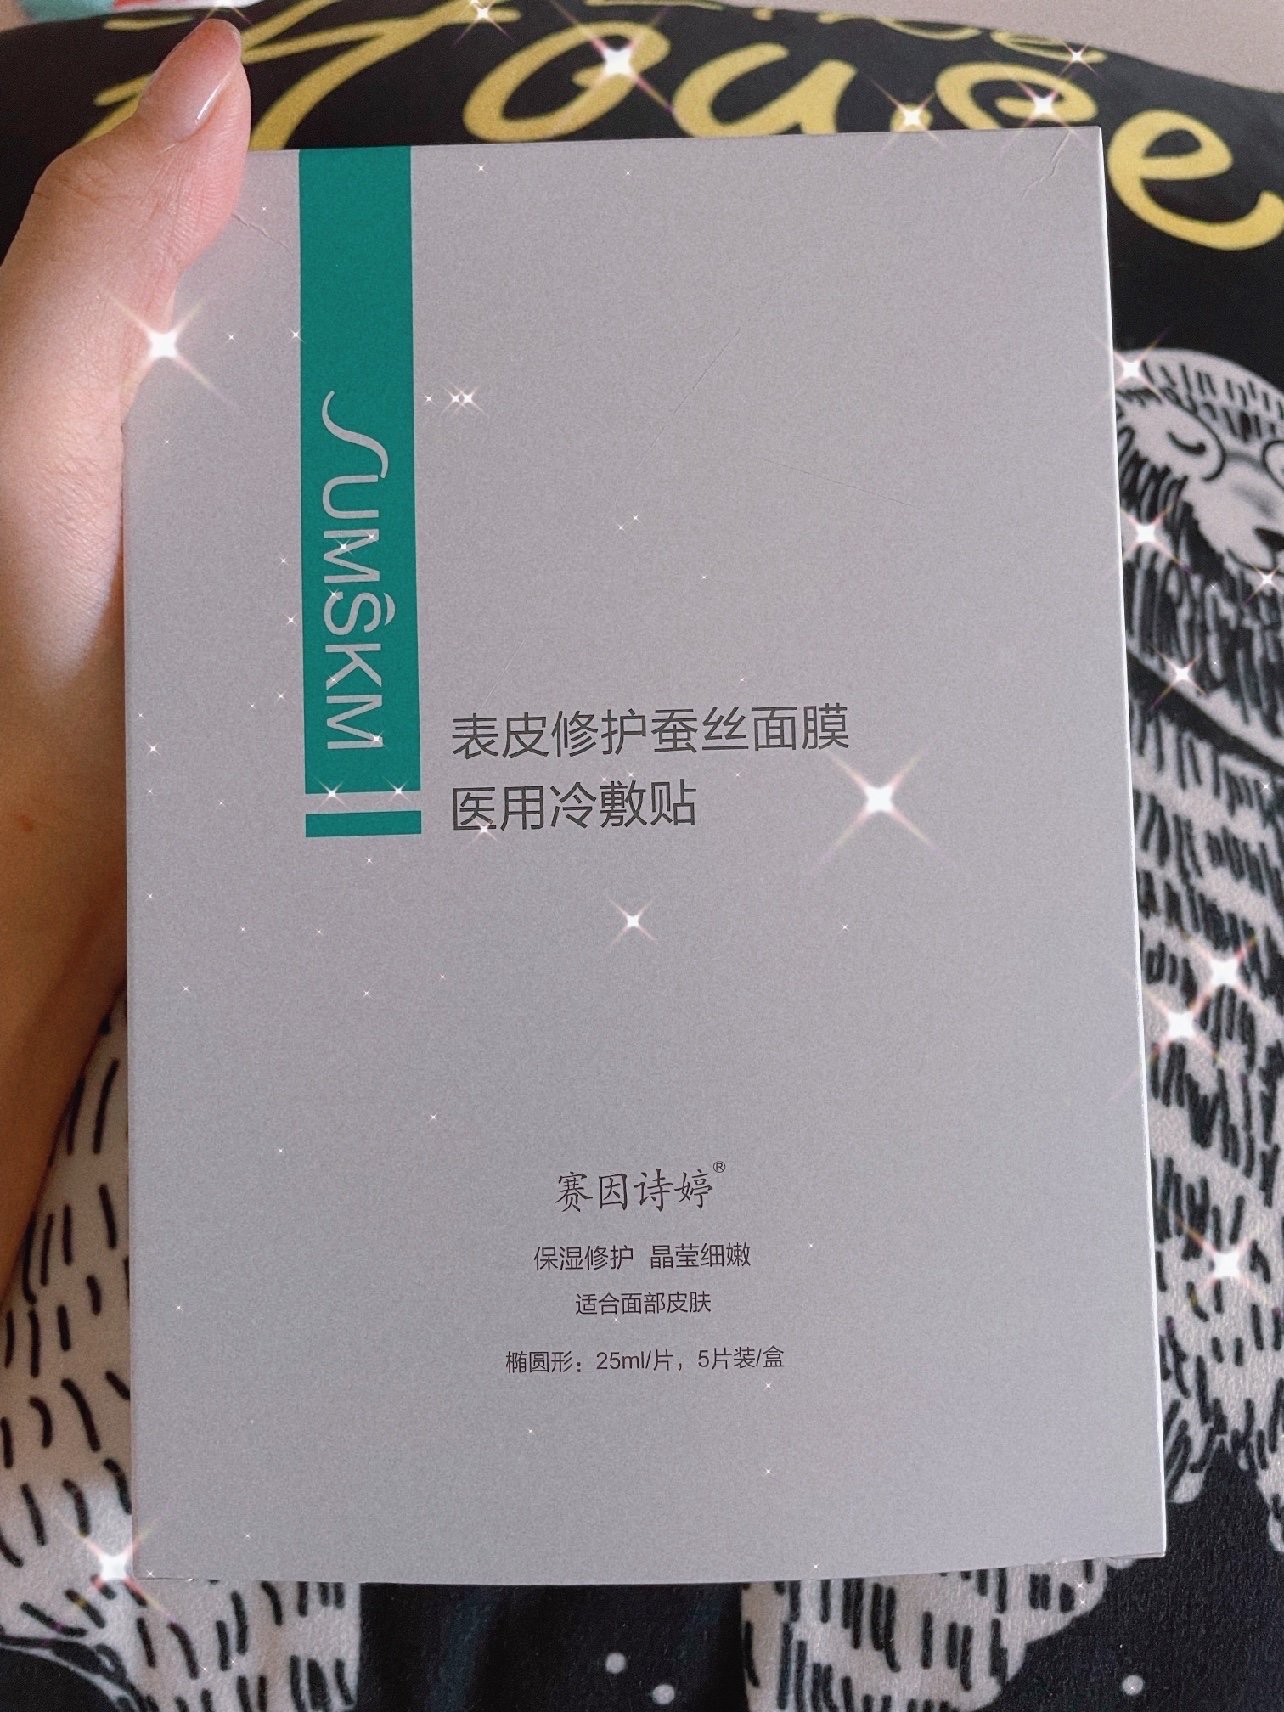 House
SUMŜKM
表皮修护蚕丝面膜
医用冷敷贴
赛因诗婷®
保湿修护 晶莹细嫩
适合面部皮肤
椭圆形：25ml/片，5片装/盒